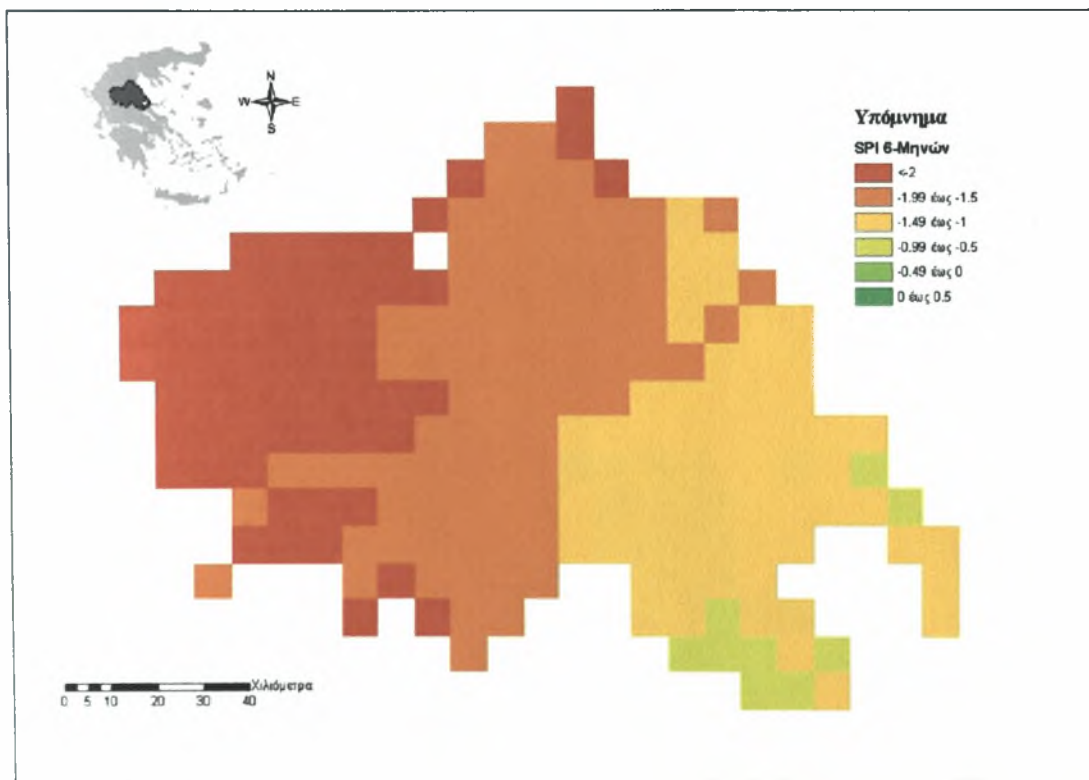 N
W E
S
Υπόμνημα
SPI 6-Μηνών
<-2
-1.99 έως -1.5
-1.49 έως -1
-0.99 έως -0.5
-0.49 έως 0
0 έως 0.5
Χιλιόμετρα
0 5 10 20 30 40